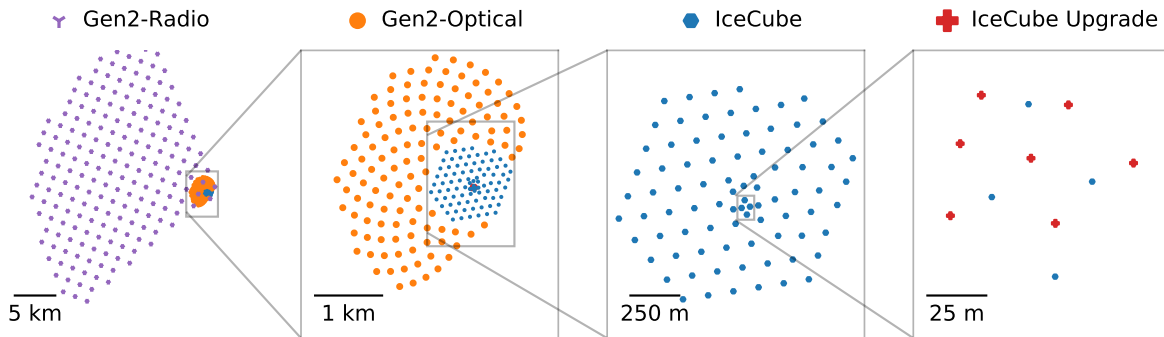 Gen2-Radio
Gen2-Optical
IceCube
IceCube Upgrade
5 km
1 km
250 m
25 m